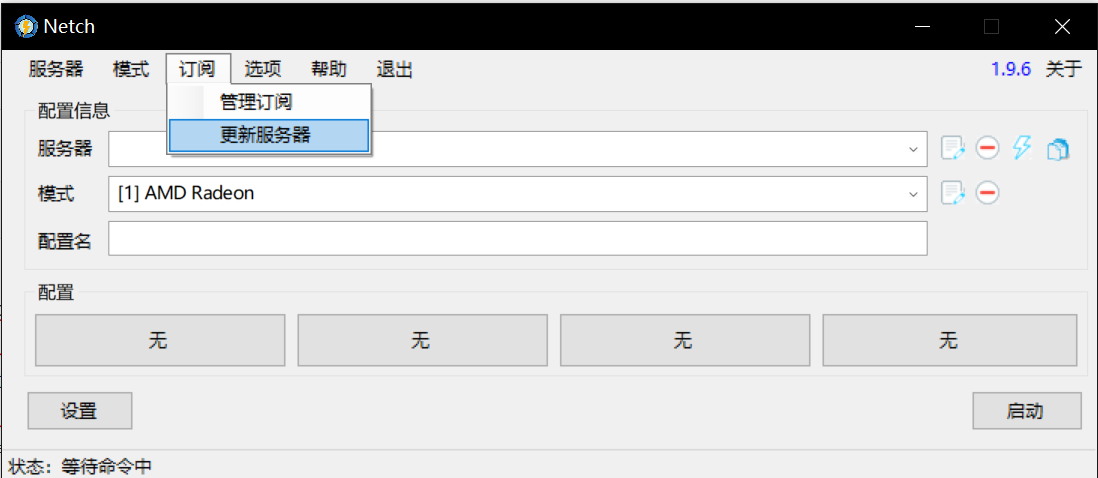 Netch
服务器 模式 订阅 选项 帮助 退出 1.9.6 关于
管理订阅
更新服务器
配置信息
服务器
模式 [1] AMD Radeon
配置名
配置
无 无 无 无
设置 启动
状态：等待命令中